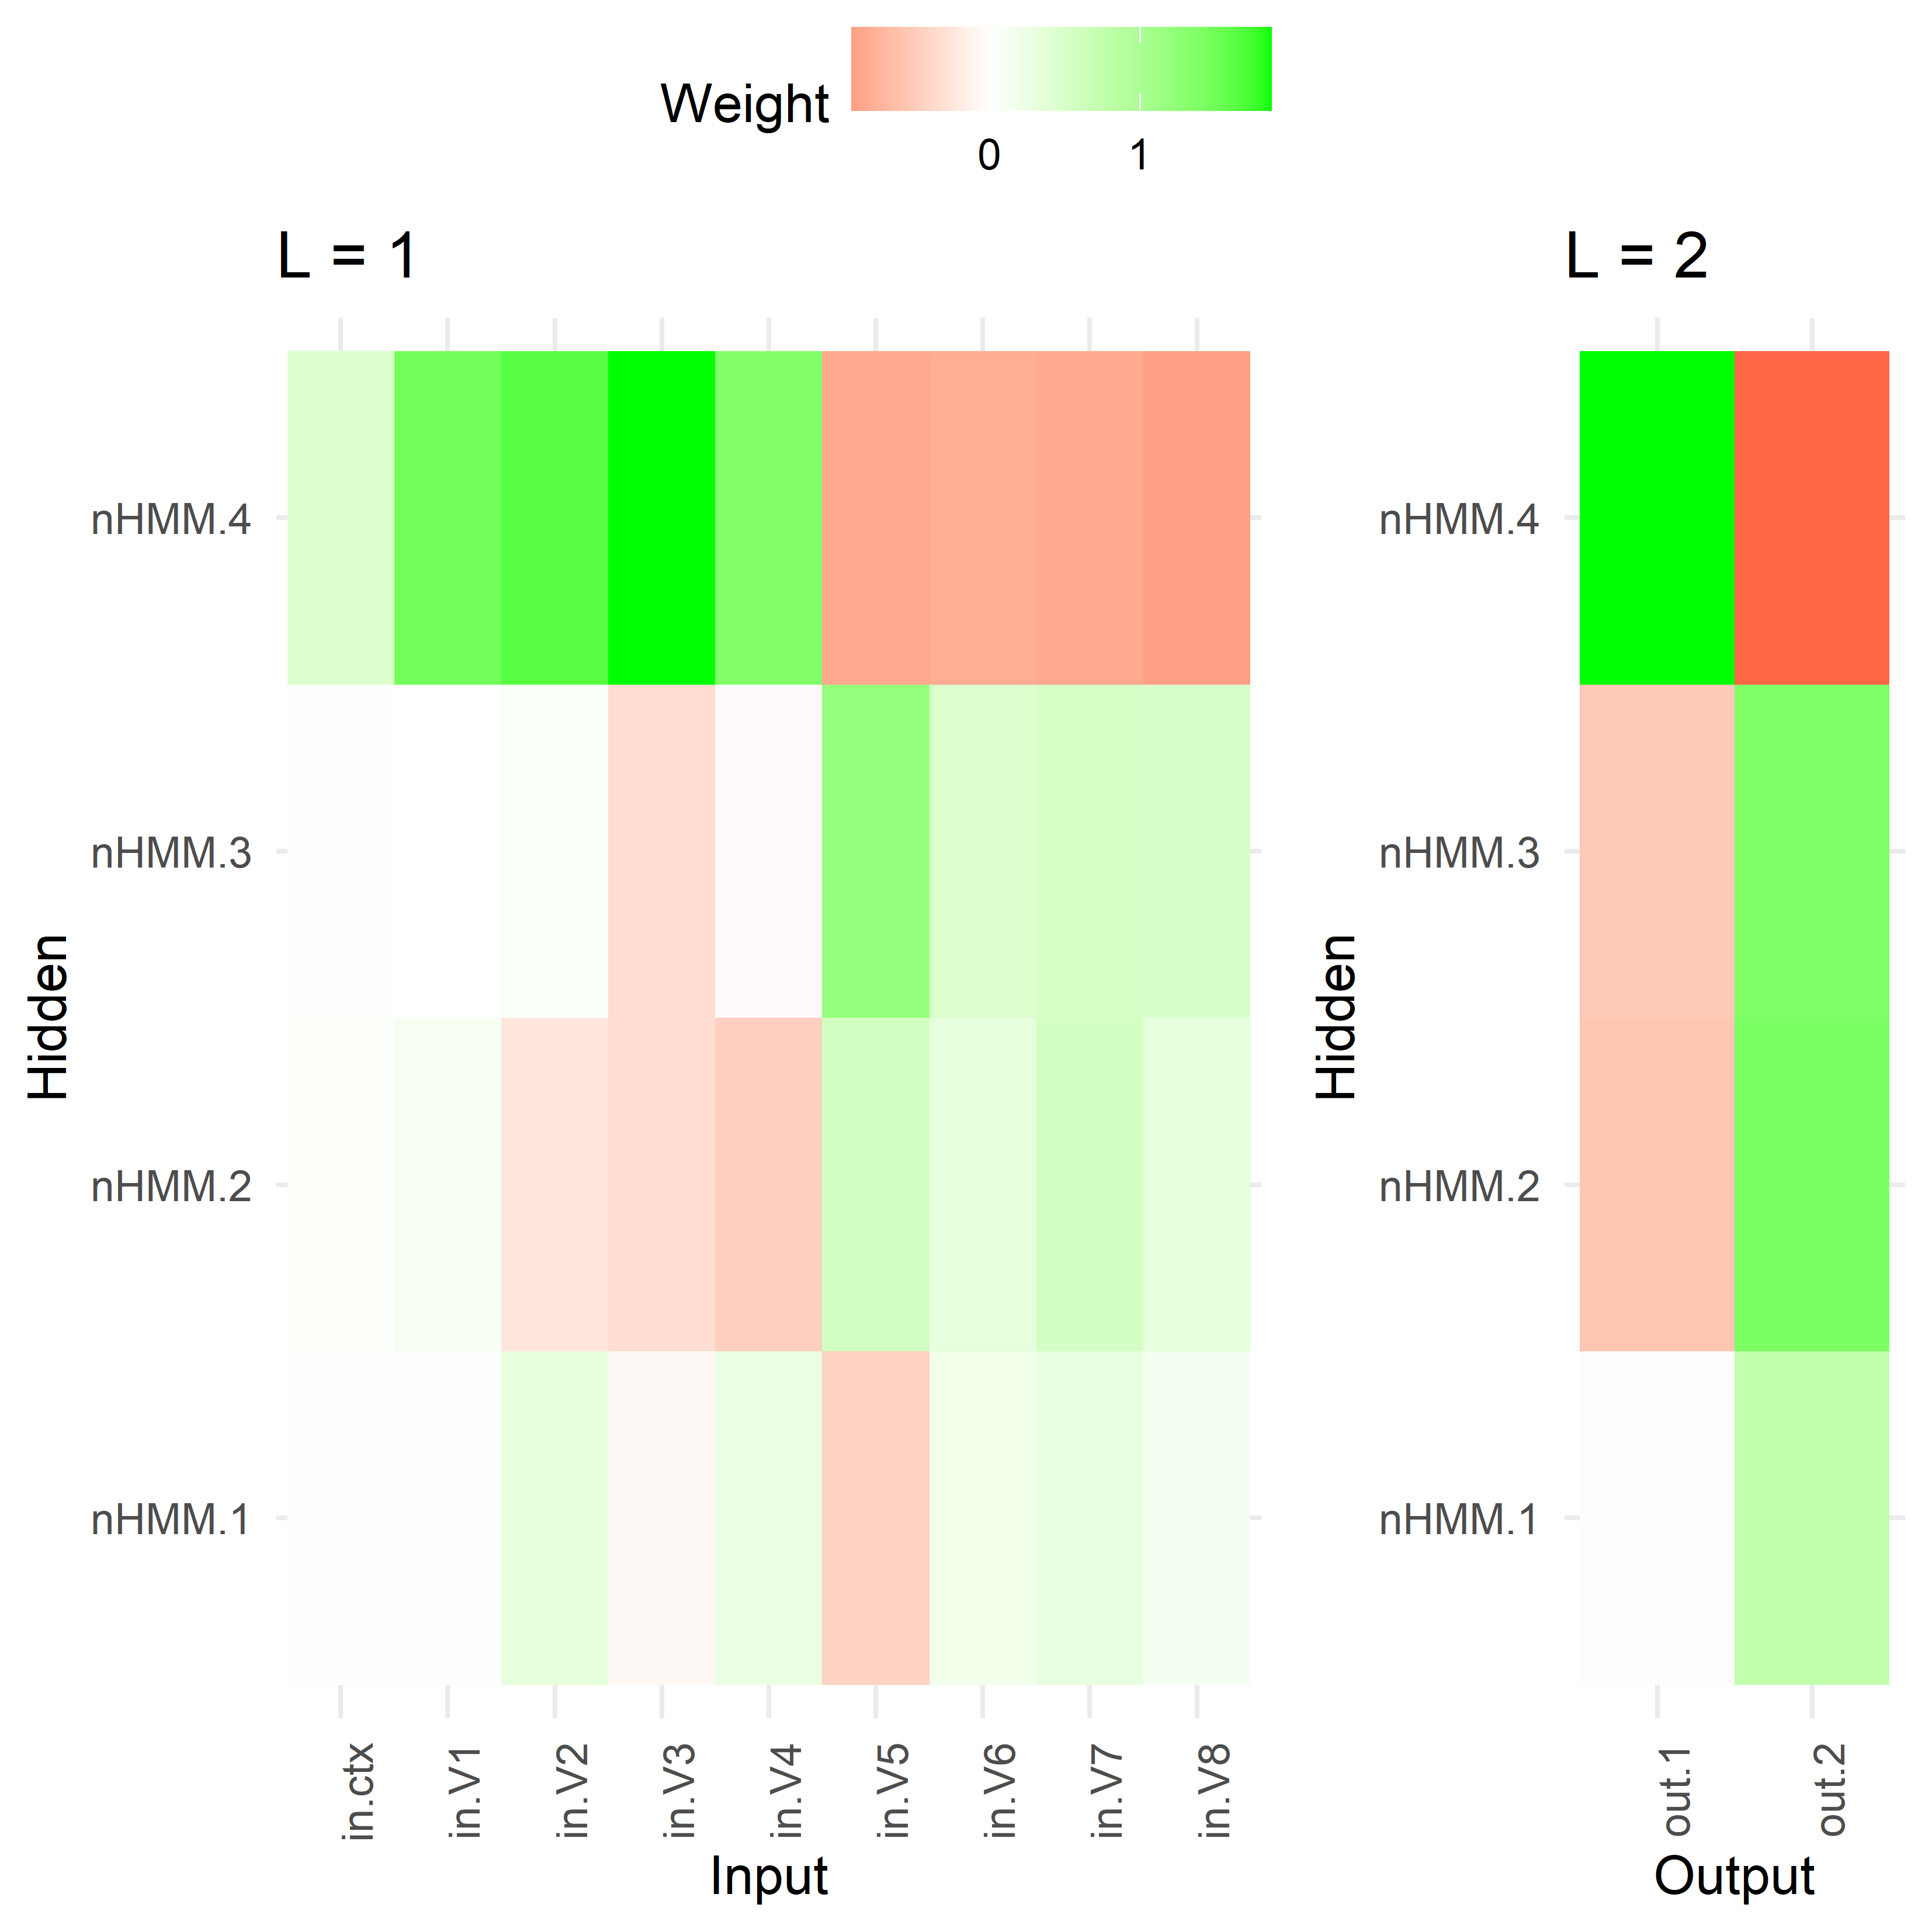 Weight
0 1
L = 1
L = 2
Hidden
nHMM.4
nHMM.3
nHMM.2
nHMM.1
in.ctx in.V1 in.V2 in.V3 in.V4 in.V5 in.V6 in.V7 in.V8
Input
Hidden
nHMM.4
nHMM.3
nHMM.2
nHMM.1
out.1 out.2
Output